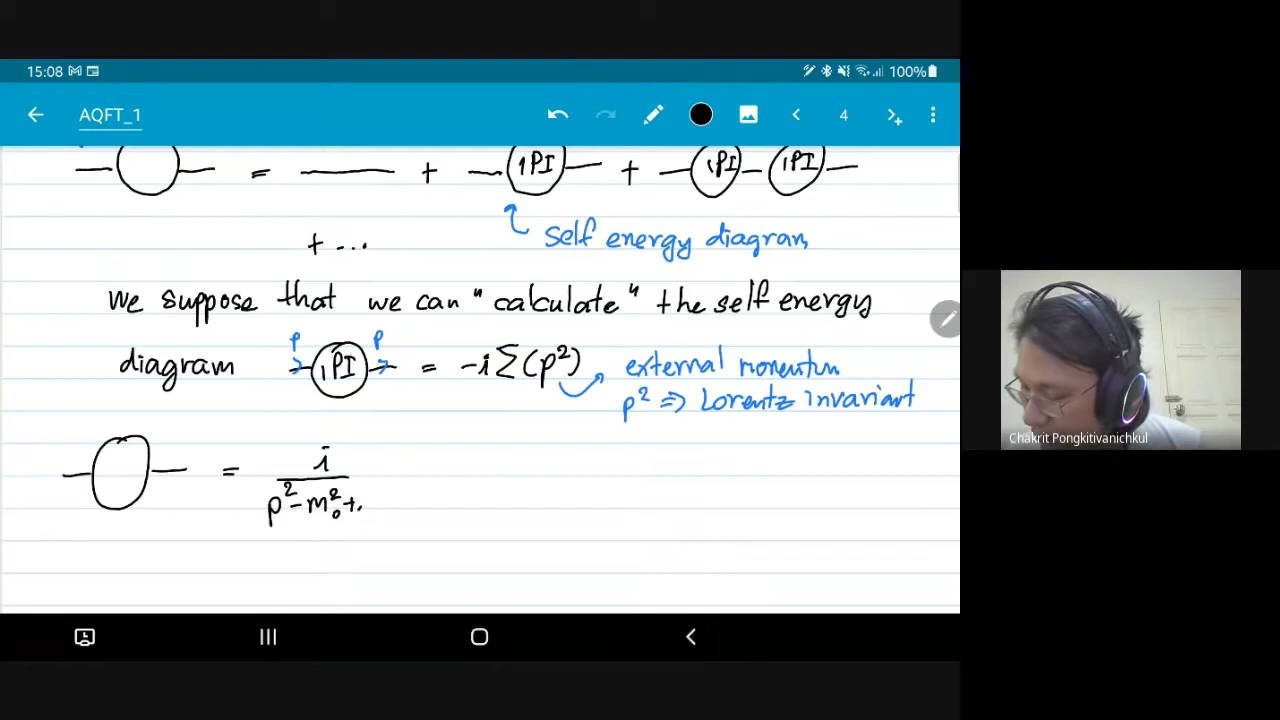 15:08 100%
AQFT_1 4
= + 1PI + 1PI 1PI
+ ...
self energy diagram
we suppose that we can "calculate" the self energy
p p
diagram 1PI = -iΣ(p²) external momentum
p² => Lorentz invariant
= i
p² - m₀² +
Chakrit Pongkitivanichkul